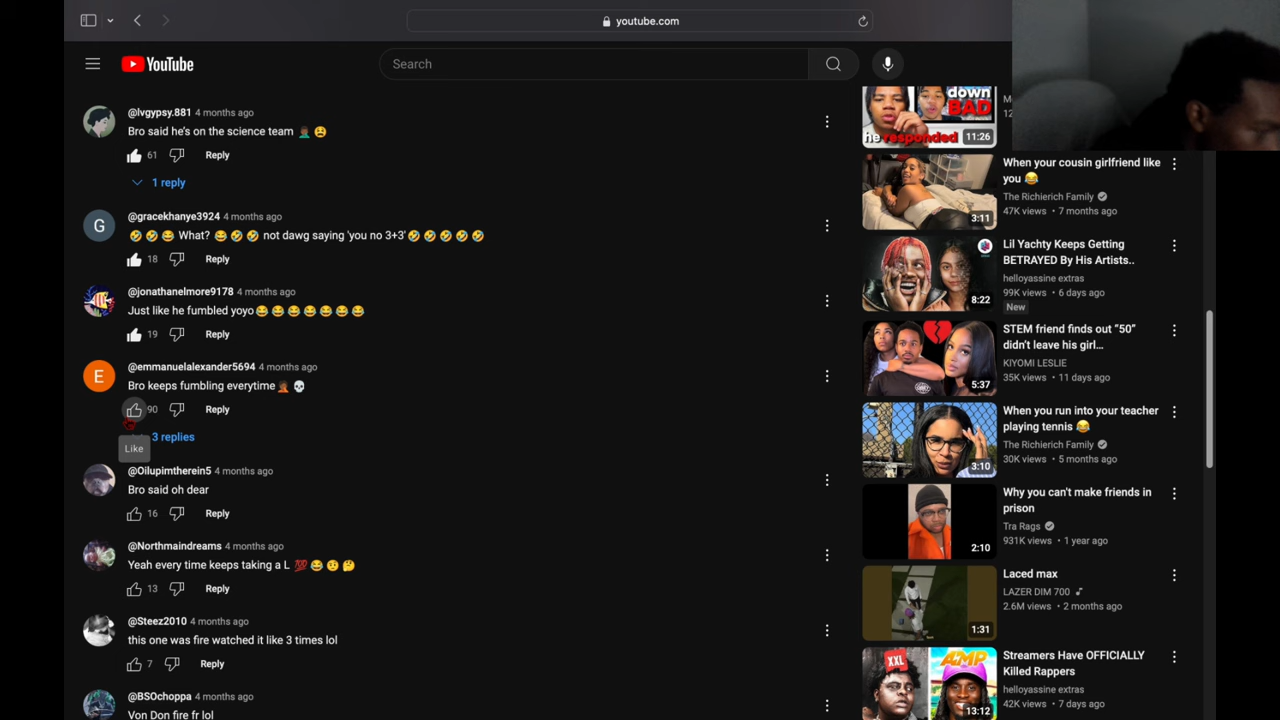 youtube.com
YouTube
Search
@lvgypsy.881 4 months ago
Bro said he's on the science team 🤦🏾‍♂️ 😫
61 Reply
1 reply
G
@gracekhanye3924 4 months ago
🤣 🤣 😂 What? 😂 🤣 🤣 not dawg saying 'you no 3+3' 🤣 🤣 🤣 🤣 🤣
18 Reply
@jonathanelmore9178 4 months ago
Just like he fumbled yoyo 😂 😂 😂 😂 😂 😂 😂
19 Reply
E
@emmanuelalexander5694 4 months ago
Bro keeps fumbling everytime 🤦🏾 💀
90 Reply
Like
3 replies
@Oilupimtherein5 4 months ago
Bro said oh dear
16 Reply
@Northmaindreams 4 months ago
Yeah every time keeps taking a L 💯 😂 🤨 🤔
13 Reply
@Steez2010 4 months ago
this one was fire watched it like 3 times lol
7 Reply
@BSOchoppa 4 months ago
Von Don fire fr lol
down
BAD
he responded
11:26
When your cousin girlfriend like
you 😂
The Richierich Family
47K views • 7 months ago
3:11
Lil Yachty Keeps Getting
BETRAYED By His Artists..
helloyassine extras
99K views • 6 days ago
New
8:22
STEM friend finds out "50"
didn't leave his girl…
KIYOMI LESLIE
35K views • 11 days ago
5:37
When you run into your teacher
playing tennis 😂
The Richierich Family
30K views • 5 months ago
3:10
Why you can't make friends in
prison
Tra Rags
931K views • 1 year ago
2:10
Laced max
LAZER DIM 700
2.6M views • 2 months ago
1:31
Streamers Have OFFICIALLY
Killed Rappers
helloyassine extras
42K views • 7 days ago
XXL
AMP
13:12